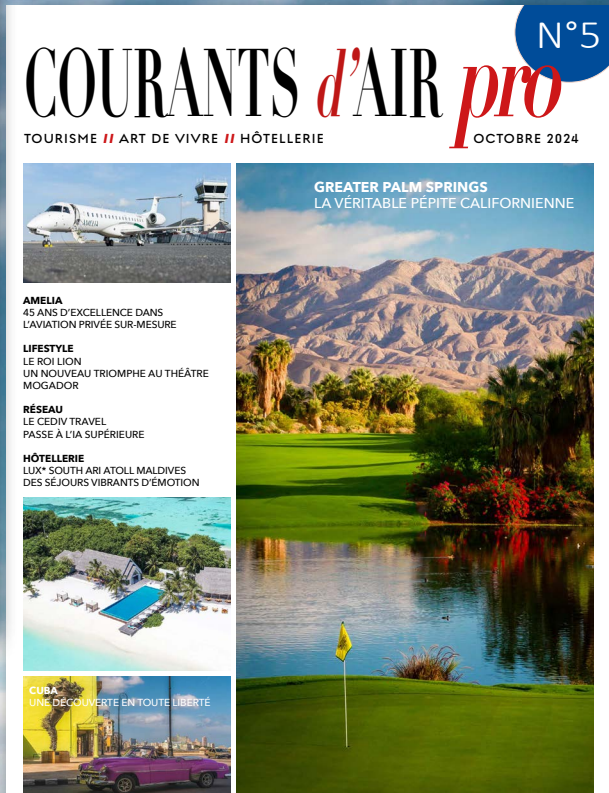 N°5
COURANTS d'AIR pro
TOURISME // ART DE VIVRE // HÔTELLERIE
OCTOBRE 2024
GREATER PALM SPRINGS
LA VÉRITABLE PÉPITE CALIFORNIENNE
AMELIA
AMELIA
45 ANS D'EXCELLENCE DANS
L'AVIATION PRIVÉE SUR-MESURE
LIFESTYLE
LE ROI LION
UN NOUVEAU TRIOMPHE AU THÉÂTRE
MOGADOR
RÉSEAU
LE CEDIV TRAVEL
PASSE À L'IA SUPÉRIEURE
HÔTELLERIE
LUX* SOUTH ARI ATOLL MALDIVES
DES SÉJOURS VIBRANTS D'ÉMOTION
CUBA
UNE DÉCOUVERTE EN TOUTE LIBERTÉ